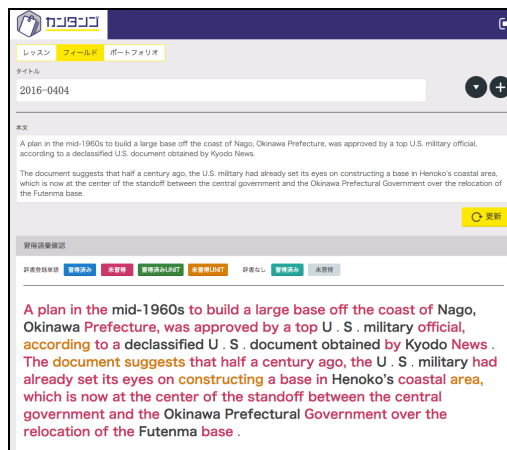 カンタンゴ
レッスン フィールド ポートフォリオ
タイトル
2016-0404
本文
A plan in the mid-1960s to build a large base off the coast of Nago, Okinawa Prefecture, was approved by a top U.S. military official,
according to a declassified U.S. document obtained by Kyodo News.
The document suggests that half a century ago, the U.S. military had already set its eyes on constructing a base in Henoko's coastal area,
which is now at the center of the standoff between the central government and the Okinawa Prefectural Government over the relocation of
the Futenma base.
更新
習得語彙確認
辞書登録単語 習得済み 未習得 習得済みUNIT 未習得UNIT 辞書なし 習得済み 未習得
A plan in the mid-1960s to build a large base off the coast of Nago,
Okinawa Prefecture, was approved by a top U . S . military official,
according to a declassified U . S . document obtained by Kyodo News .
The document suggests that half a century ago, the U . S . military had
already set its eyes on constructing a base in Henoko's coastal area,
which is now at the center of the standoff between the central
government and the Okinawa Prefectural Government over the
relocation of the Futenma base .